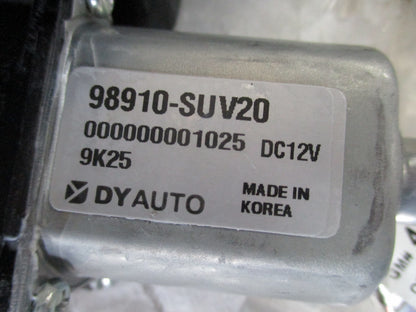 98910-SUV20
000000001025 DC12V
9K25
DYAUTO
MADE IN
KOREA